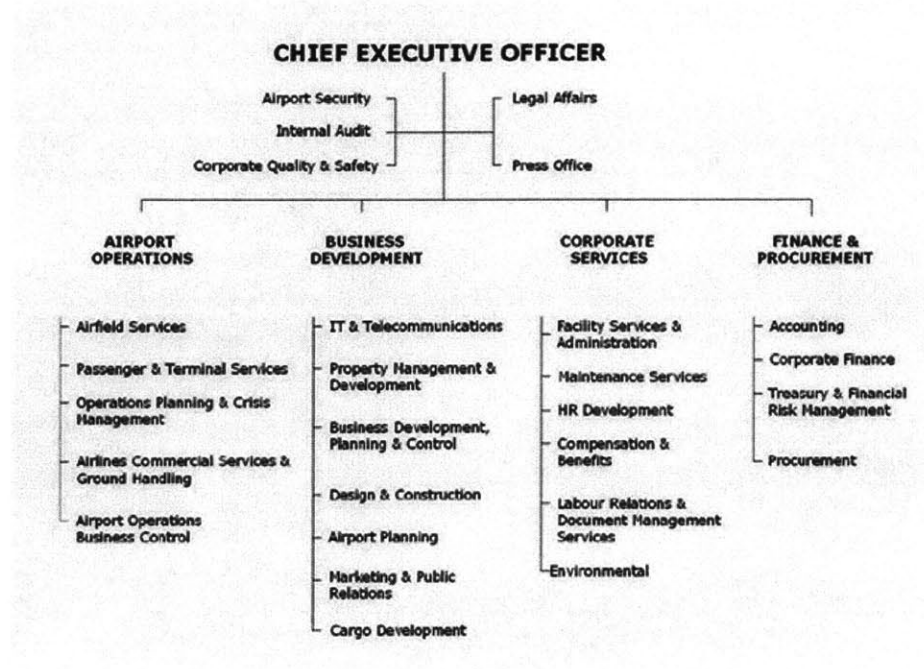 CHIEF EXECUTIVE OFFICER
Airport Security
Legal Affairs
Internal Audit
Corporate Quality & Safety
Press Office
AIRPORT
OPERATIONS
Airfield Services
Passenger & Terminal Services
Operations Planning & Crisis
Management
Airlines Commercial Services &
Ground Handling
Airport Operations
Business Control
BUSINESS
DEVELOPMENT
IT & Telecommunications
Property Management &
Development
Business Development,
Planning & Control
Design & Construction
Airport Planning
Marketing & Public
Relations
Cargo Development
CORPORATE
SERVICES
Facility Services &
Administration
Maintenance Services
HR Development
Compensation &
Benefits
Labour Relations &
Document Management
Services
Environmental
FINANCE &
PROCUREMENT
Accounting
Corporate Finance
Treasury & Financial
Risk Management
Procurement